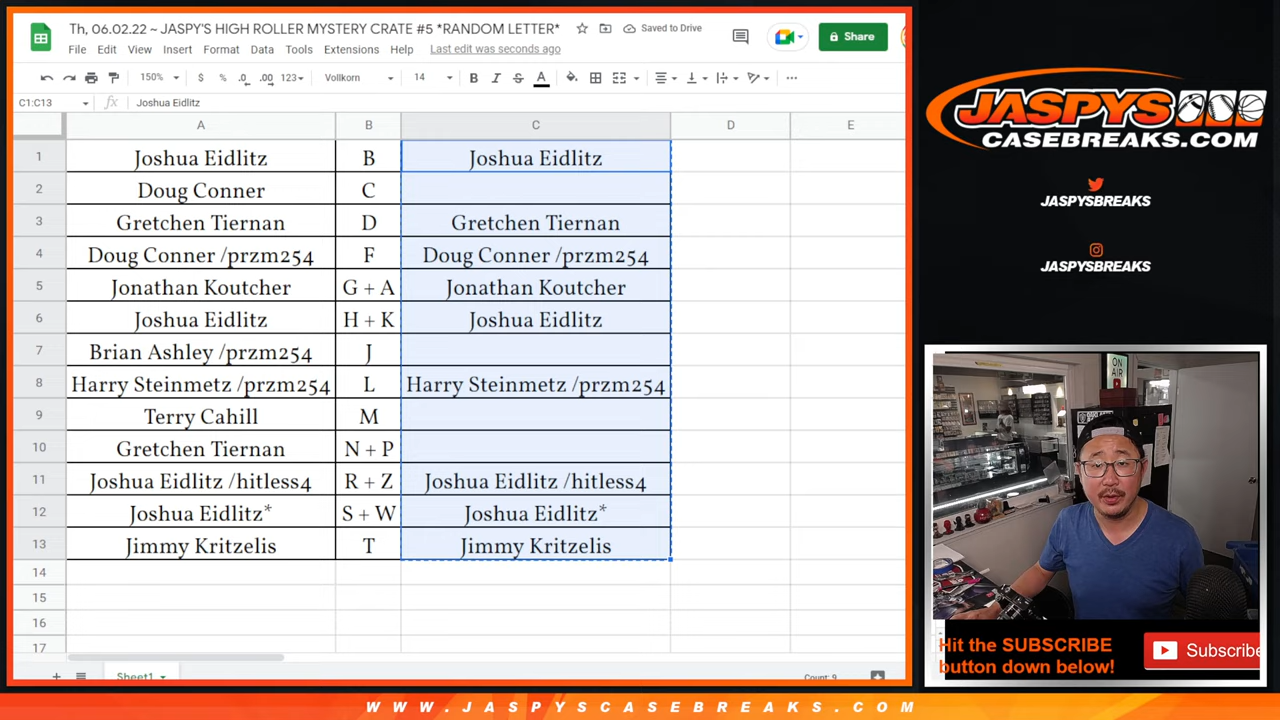 Th, 06.02.22 ~ JASPY'S HIGH ROLLER MYSTERY CRATE #5 *RANDOM LETTER*
Saved to Drive
Share
File Edit View Insert Format Data Tools Extensions Help Last edit was seconds ago
150% $ % .0 .00 123 Vollkorn 14 B I S A
C1:C13 fx Joshua Eidlitz
A B C D E
1 Joshua Eidlitz B Joshua Eidlitz
2 Doug Conner C
3 Gretchen Tiernan D Gretchen Tiernan
4 Doug Conner /przm254 F Doug Conner /przm254
5 Jonathan Koutcher G + A Jonathan Koutcher
6 Joshua Eidlitz H + K Joshua Eidlitz
7 Brian Ashley /przm254 J
8 Harry Steinmetz /przm254 L Harry Steinmetz /przm254
9 Terry Cahill M
10 Gretchen Tiernan N + P
11 Joshua Eidlitz /hitless4 R + Z Joshua Eidlitz /hitless4
12 Joshua Eidlitz* S + W Joshua Eidlitz*
13 Jimmy Kritzelis T Jimmy Kritzelis
14
15
16
17
Sheet1
Count: 9
JASPYS
CASEBREAKS.COM
JASPYSBREAKS
JASPYSBREAKS
ON
AIR
Hit the SUBSCRIBE
button down below!
Subscribe
WWW.JASPYSCASEBREAKS.COM